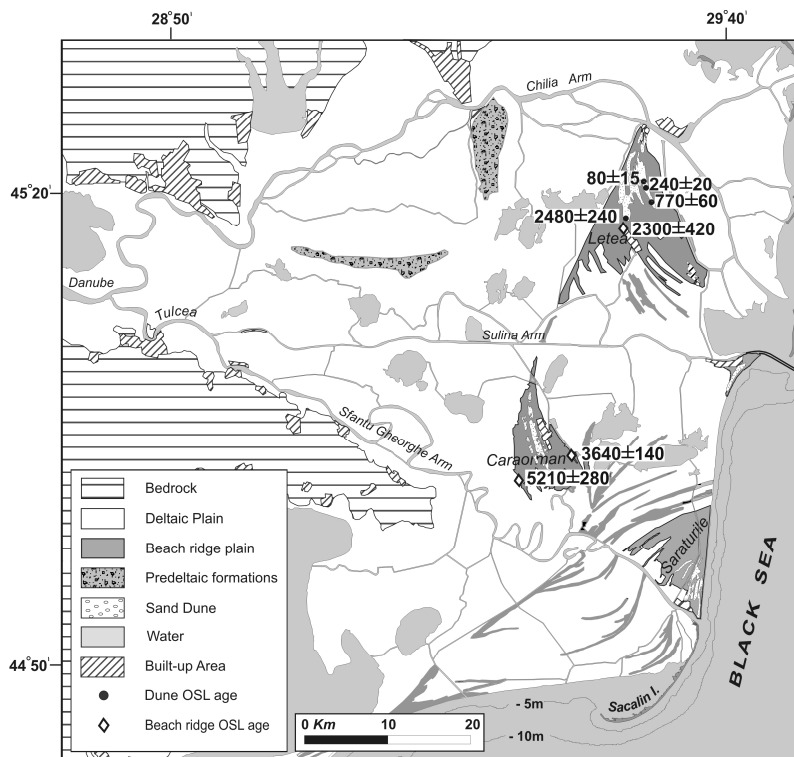 28°50'
29°40'
Chilia Arm
45°20'
80±15
240±20
770±60
2480±240
2300±420
Letea
Danube
Tulcea
Sulina Arm
Sfantu Gheorghe Arm
Caraorman
3640±140
5210±280
Bedrock
Deltaic Plain
Beach ridge plain
Predeltaic formations
Sand Dune
Water
Built-up Area
Dune OSL age
Beach ridge OSL age
Saraturile
BLACK SEA
44°50'
Sacalin I.
- 5m
- 10m
0 Km 10 20